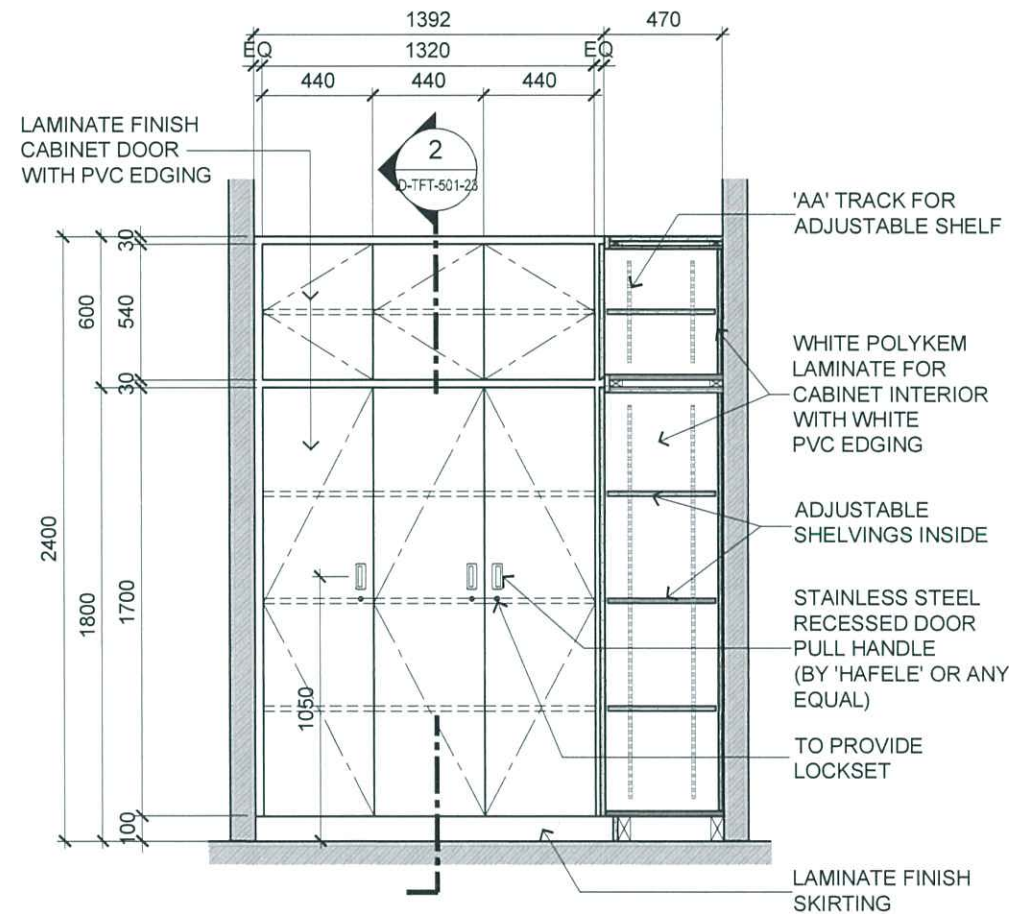 1392
470
EQ
1320
EQ
440
440
440
LAMINATE FINISH
CABINET DOOR
WITH PVC EDGING
2
D-TFT-501-23
'AA' TRACK FOR
ADJUSTABLE SHELF
30
600
540
30
WHITE POLYKEM
LAMINATE FOR
CABINET INTERIOR
WITH WHITE
PVC EDGING
2400
1800
1700
ADJUSTABLE
SHELVINGS INSIDE
STAINLESS STEEL
RECESSED DOOR
PULL HANDLE
(BY 'HAFELE' OR ANY
EQUAL)
1050
TO PROVIDE
LOCKSET
100
LAMINATE FINISH
SKIRTING